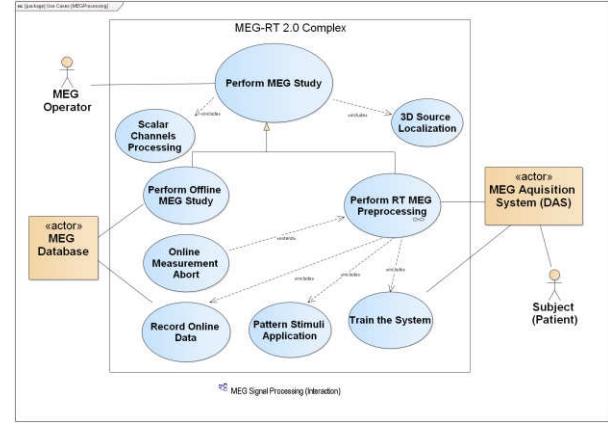 uc [package] Use Cases [MEGProcessing]
MEG-RT 2.0 Complex
Perform MEG Study
MEG
Operator
«include»
«include»
Scalar
Channels
Processing
3D Source
Localization
Perform Offline
MEG Study
Perform RT MEG
Preprocessing
«actor»
MEG Aquisition
System (DAS)
«actor»
MEG
Database
«extend»
Online
Measurement
Abort
«include»
«include»
«include»
Record Online
Data
Pattern Stimuli
Application
Train the System
Subject
(Patient)
MEG Signal Processing (Interaction)